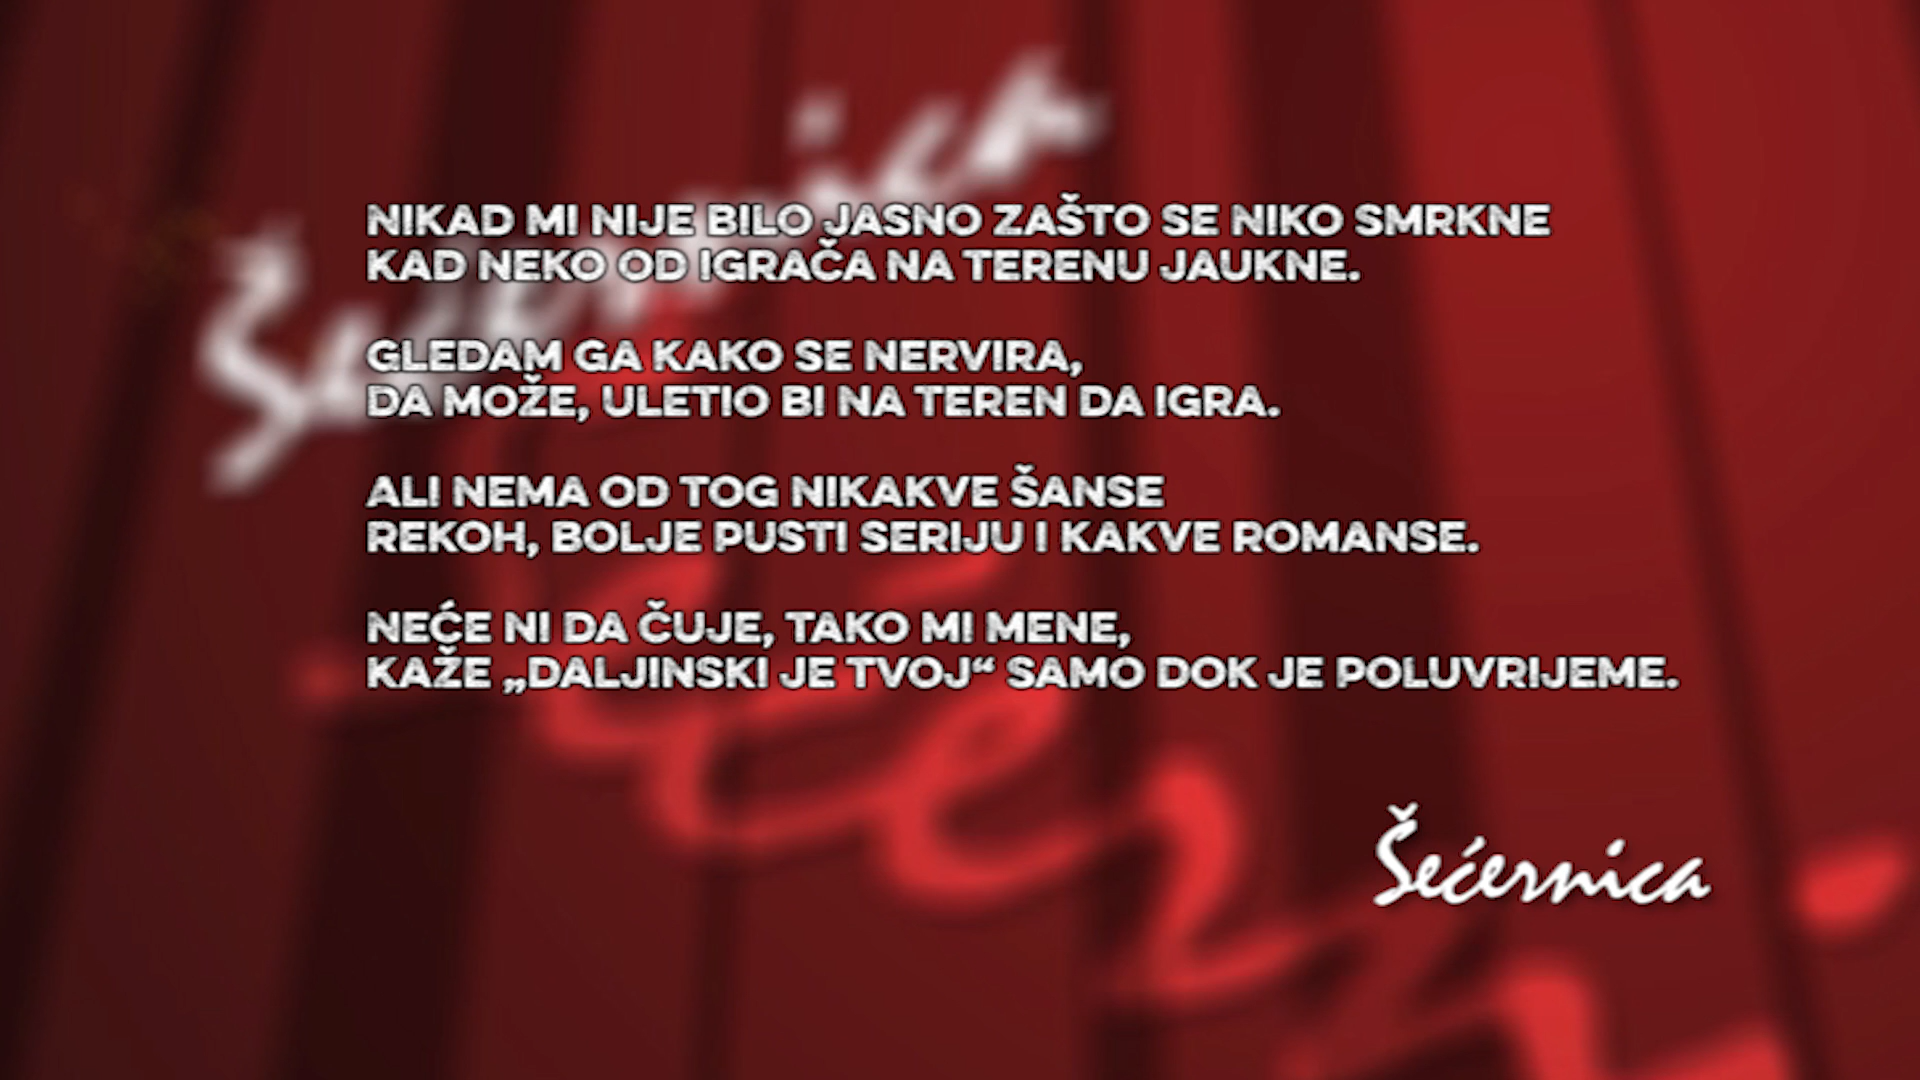 NIKAD MI NIJE BILO JASNO ZAŠTO SE NIKO SMRKNE
KAD NEKO OD IGRAČA NA TERENU JAUKNE.
GLEDAM GA KAKO SE NERVIRA,
DA MOŽE, ULETIO BI NA TEREN DA IGRA.
ALI NEMA OD TOG NIKAKVE ŠANSE
REKOH, BOLJE PUSTI SERIJU I KAKVE ROMANSE.
NEĆE NI DA ČUJE, TAKO MI MENE,
KAŽE „DALJINSKI JE TVOJ“ SAMO DOK JE POLUVRIJEME.
Šećernica